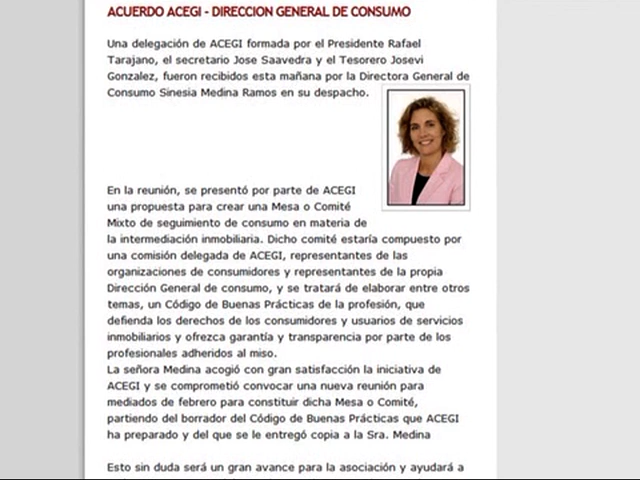 ACUERDO ACEGI - DIRECCION GENERAL DE CONSUMO
Una delegación de ACEGI formada por el Presidente Rafael
Tarajano, el secretario Jose Saavedra y el Tesorero Josevi
Gonzalez, fueron recibidos esta mañana por la Directora General de
Consumo Sinesia Medina Ramos en su despacho.
En la reunión, se presentó por parte de ACEGI
una propuesta para crear una Mesa o Comité
Mixto de seguimiento de consumo en materia de
la intermediación inmobiliaria. Dicho comité estaría compuesto por
una comisión delegada de ACEGI, representantes de las
organizaciones de consumidores y representantes de la propia
Dirección General de consumo, y se tratará de elaborar entre otros
temas, un Código de Buenas Prácticas de la profesión, que
defienda los derechos de los consumidores y usuarios de servicios
inmobiliarios y ofrezca garantía y transparencia por parte de los
profesionales adheridos al miso.
La señora Medina acogió con gran satisfacción la iniciativa de
ACEGI y se comprometió convocar una nueva reunión para
mediados de febrero para constituir dicha Mesa o Comité,
partiendo del borrador del Código de Buenas Prácticas que ACEGI
ha preparado y del que se le entregó copia a la Sra. Medina
Esto sin duda será un gran avance para la asociación y ayudará a